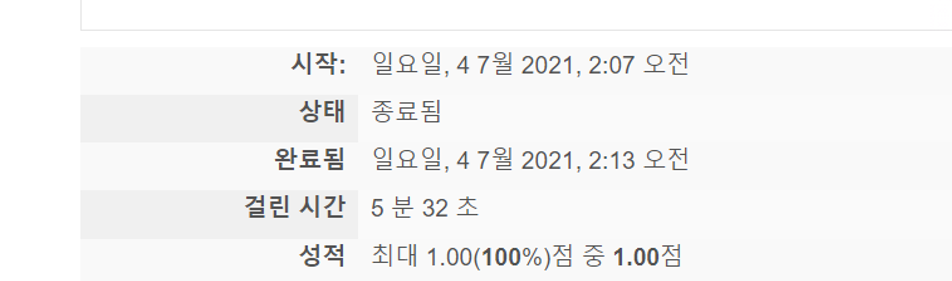 시작: 일요일, 4 7월 2021, 2:07 오전
상태 종료됨
완료됨 일요일, 4 7월 2021, 2:13 오전
걸린 시간 5 분 32 초
성적 최대 1.00(100%)점 중 1.00점